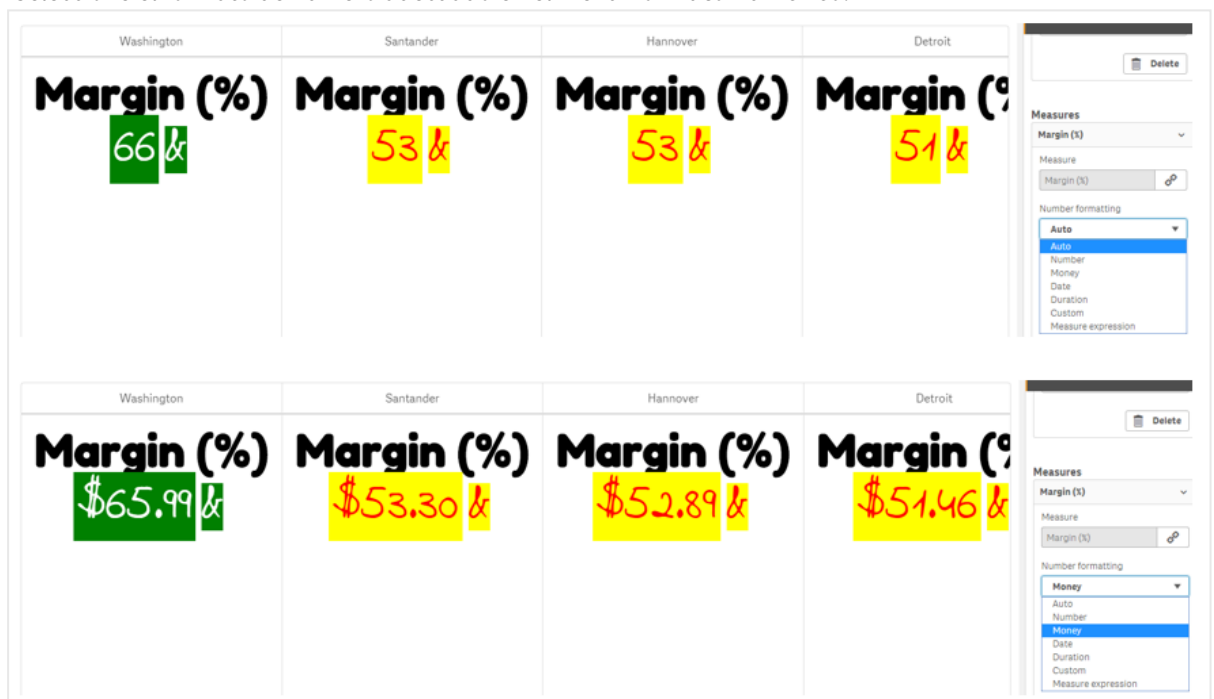 Washington Santander Hannover Detroit
Delete
Margin (%) Margin (%) Margin (%) Margin (%
66 & 53 & 53 & 51 &
Measures
Margin (%)
Measure
Margin (%)
Number formatting
Auto
Auto
Number
Money
Date
Duration
Custom
Measure expression
Washington Santander Hannover Detroit
Delete
Margin (%) Margin (%) Margin (%) Margin (%
$65.99 & $53.30 & $52.89 & $51.46 &
Measures
Margin (%)
Measure
Margin (%)
Number formatting
Money
Auto
Number
Money
Date
Duration
Custom
Measure expression